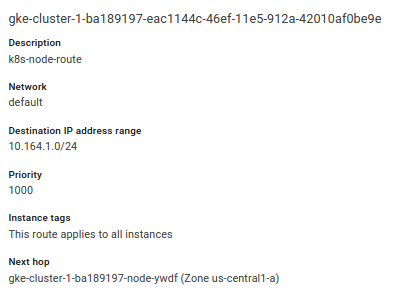 gke-cluster-1-ba189197-eac1144c-46ef-11e5-912a-42010af0be9e
Description
k8s-node-route
Network
default
Destination IP address range
10.164.1.0/24
Priority
1000
Instance tags
This route applies to all instances
Next hop
gke-cluster-1-ba189197-node-ywdf (Zone us-central1-a)